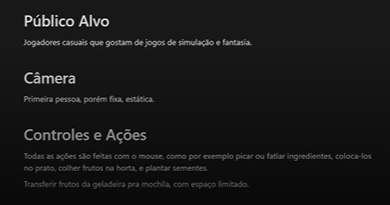 Público Alvo
Jogadores casuais que gostam de jogos de simulação e fantasia.
Câmera
Primeira pessoa, porém fixa, estática.
Controles e Ações
Todas as ações são feitas com o mouse, como por exemplo picar ou fatiar ingredientes, coloca-los
no prato, colher frutos na horta, e plantar sementes.
Transferir frutos da geladeira pra mochila, com espaço limitado.